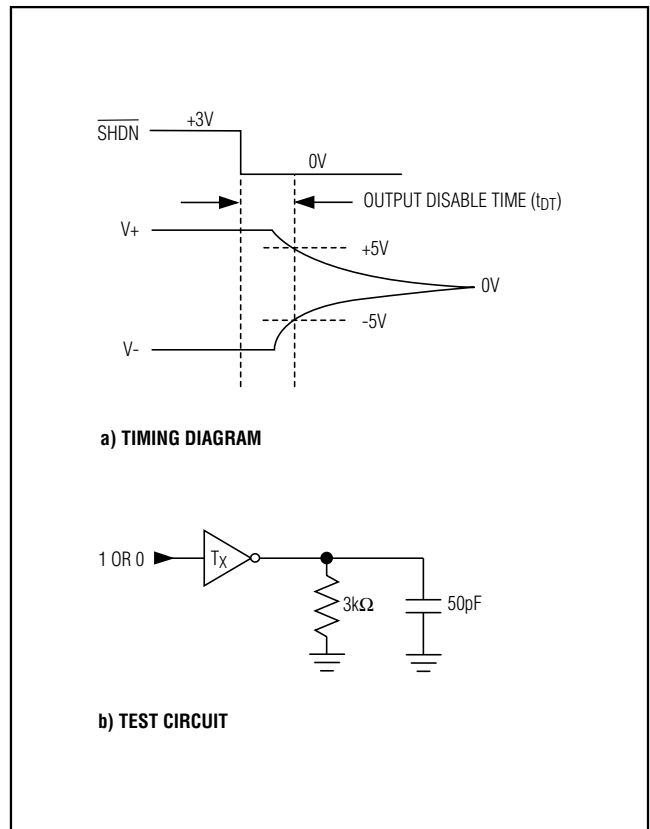 +3V
SHDN
0V
OUTPUT DISABLE TIME (tDT)
V+
+5V
0V
-5V
V-
a) TIMING DIAGRAM
1 OR 0
TX
3kΩ
50pF
b) TEST CIRCUIT